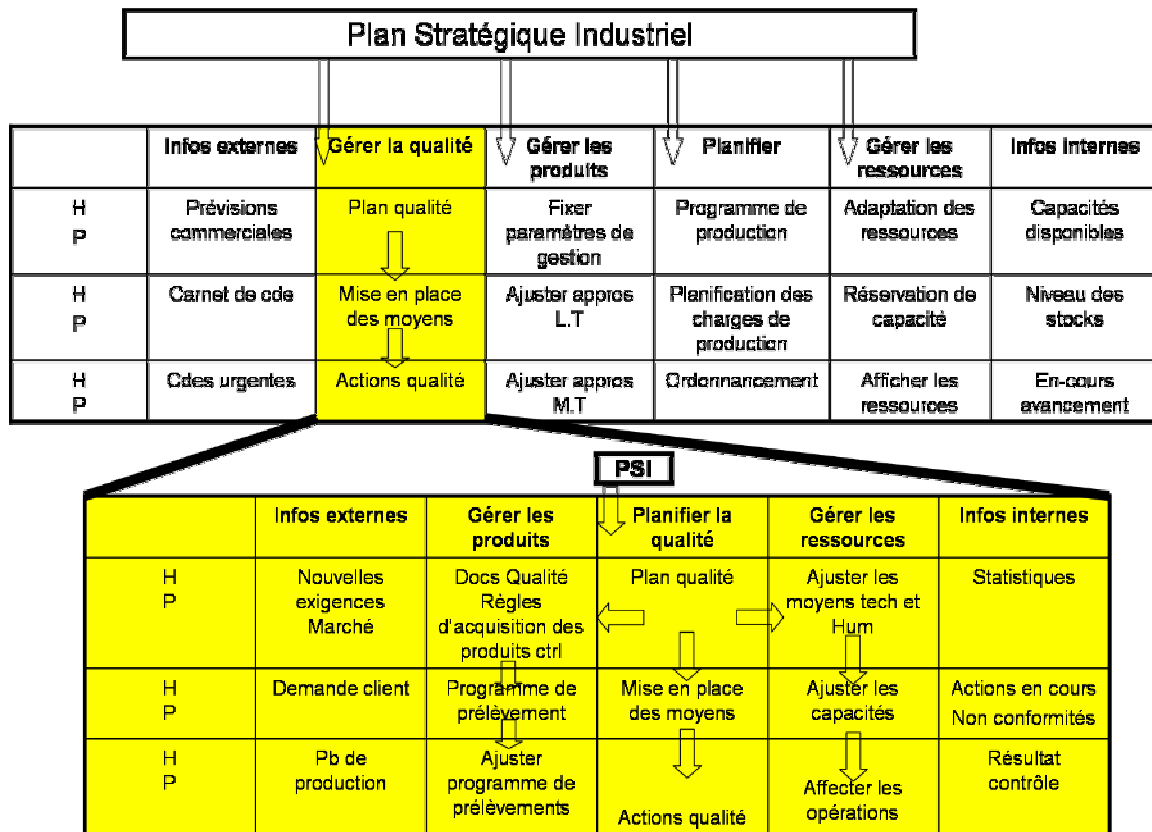 Plan Stratégique Industriel
Infos externes Gérer la qualité Gérer les Planifier Gérer les Infos internes
produits ressources
H Prévisions Plan qualité Fixer Programme de Adaptation des Capacités
P commerciales paramètres de production ressources disponibles
gestion
H Carnet de cde Mise en place Ajuster appros Planification des Réservation de Niveau des
P des moyens L.T charges de capacité stocks
production
H Cdes urgentes Actions qualité Ajuster appros Ordonnancement Afficher les En-cours
P M.T ressources avancement
PSI
Infos externes Gérer les Planifier la Gérer les Infos internes
produits qualité ressources
H Nouvelles Docs Qualité Plan qualité Ajuster les Statistiques
P exigences Règles moyens tech et
Marché d'acquisition des Hum
produits ctrl
H Demande client Programme de Mise en place Ajuster les Actions en cours
P prélèvement des moyens capacités Non conformités
H Pb de Ajuster Résultat
P production programme de contrôle
prélèvements Affecter les
Actions qualité opérations